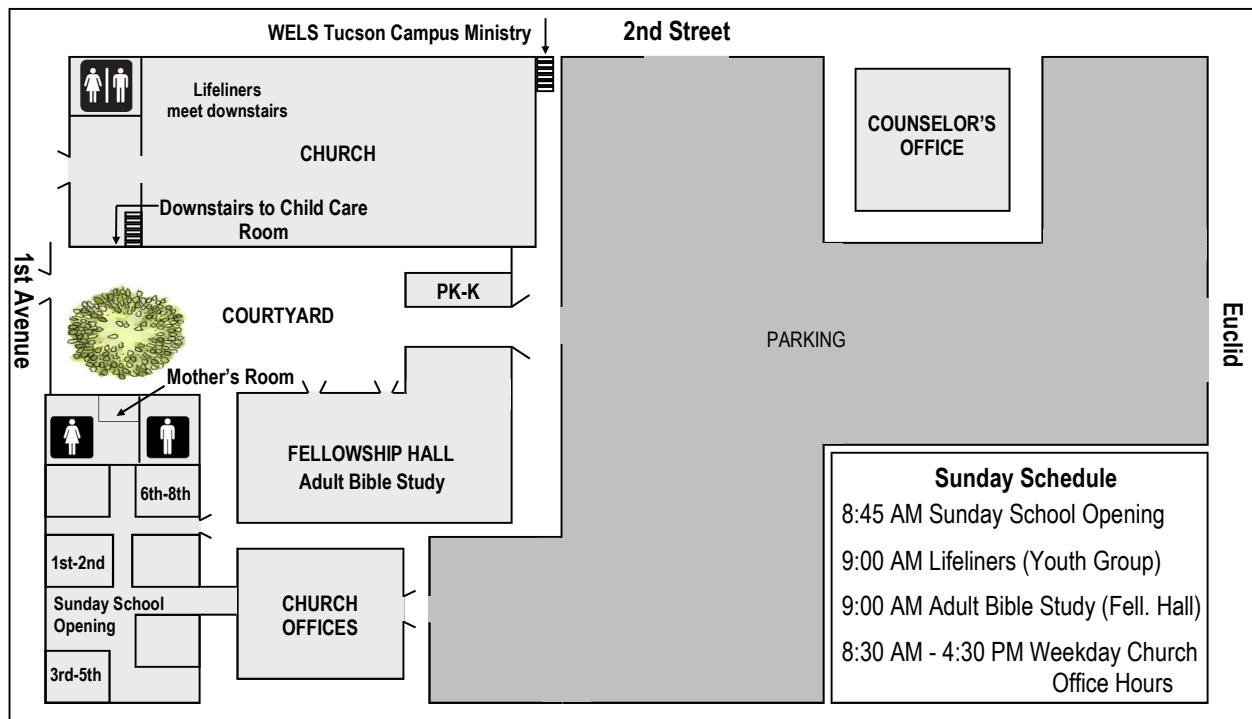 WELS Tucson Campus Ministry
2nd Street
Lifeliners
meet downstairs
CHURCH
COUNSELOR'S
OFFICE
Downstairs to Child Care
Room
1st Avenue
PK-K
COURTYARD
PARKING
Euclid
Mother's Room
FELLOWSHIP HALL
Adult Bible Study
6th-8th
1st-2nd
Sunday School
Opening
CHURCH
OFFICES
3rd-5th
Sunday Schedule
8:45 AM Sunday School Opening
9:00 AM Lifeliners (Youth Group)
9:00 AM Adult Bible Study (Fell. Hall)
8:30 AM - 4:30 PM Weekday Church
Office Hours